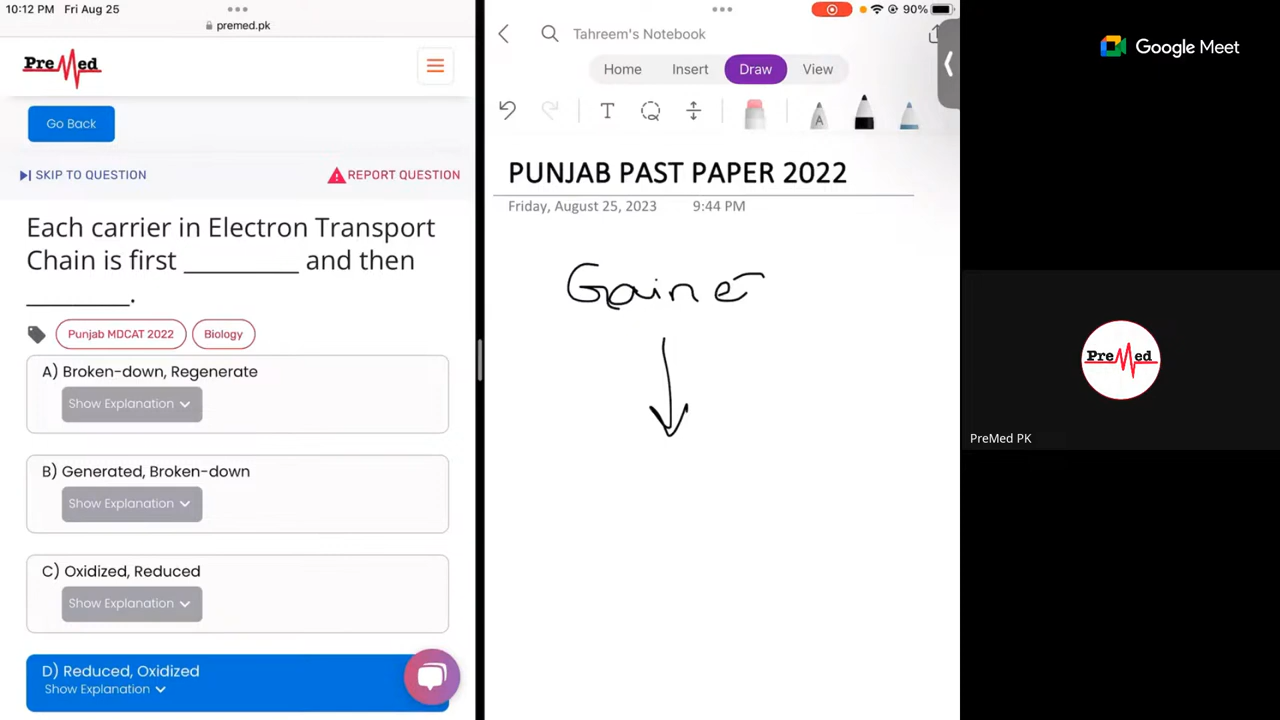 10:12 PM Fri Aug 25
premed.pk
PreMed
Go Back
SKIP TO QUESTION
REPORT QUESTION
Each carrier in Electron Transport
Chain is first __________ and then
_________.
Punjab MDCAT 2022
Biology
A) Broken-down, Regenerate
Show Explanation
B) Generated, Broken-down
Show Explanation
C) Oxidized, Reduced
Show Explanation
D) Reduced, Oxidized
Show Explanation
90%
Tahreem's Notebook
Home Insert Draw View
T
A
PUNJAB PAST PAPER 2022
Friday, August 25, 2023 9:44 PM
Gain e-
Google Meet
PreMed
PreMed PK